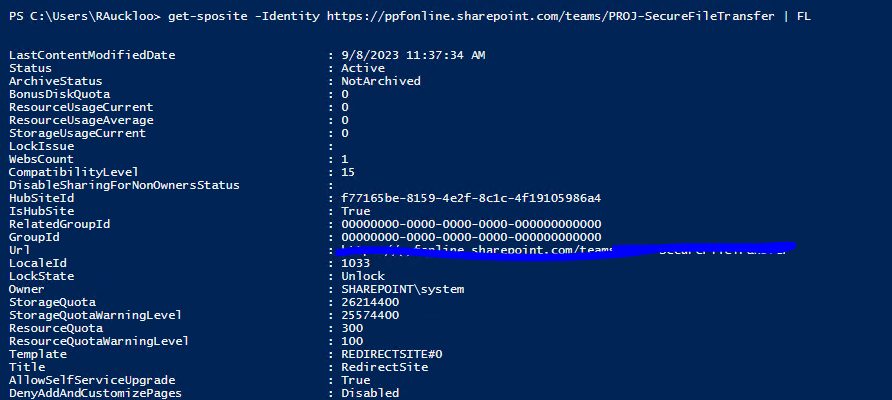 PS C:\Users\RAuckloo> get-sposite -Identity https://ppfonline.sharepoint.com/teams/PROJ-SecureFileTransfer | FL
LastContentModifiedDate : 9/8/2023 11:37:34 AM
Status : Active
ArchiveStatus : NotArchived
BonusDiskQuota : 0
ResourceUsageCurrent : 0
ResourceUsageAverage : 0
StorageUsageCurrent : 0
LockIssue :
WebsCount : 1
CompatibilityLevel : 15
DisableSharingForNonOwnersStatus :
HubSiteId : f77165be-8159-4e2f-8c1c-4f19105986a4
IsHubSite : True
RelatedGroupId : 00000000-0000-0000-0000-000000000000
GroupId : 00000000-0000-0000-0000-000000000000
Url : sharepoint.com/teams
LocaleId : 1033
LockState : Unlock
Owner : SHAREPOINT\system
StorageQuota : 26214400
StorageQuotaWarningLevel : 25574400
ResourceQuota : 300
ResourceQuotaWarningLevel : 100
Template : REDIRECTSITE#0
Title : RedirectSite
AllowSelfServiceUpgrade : True
DenyAddAndCustomizePages : Disabled